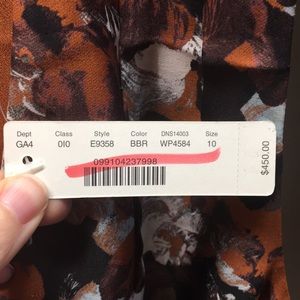 Dept Class Style Color DNS14003 Size
GA4 010 E9358 BBR WP4584 10
099104237998
$450.00